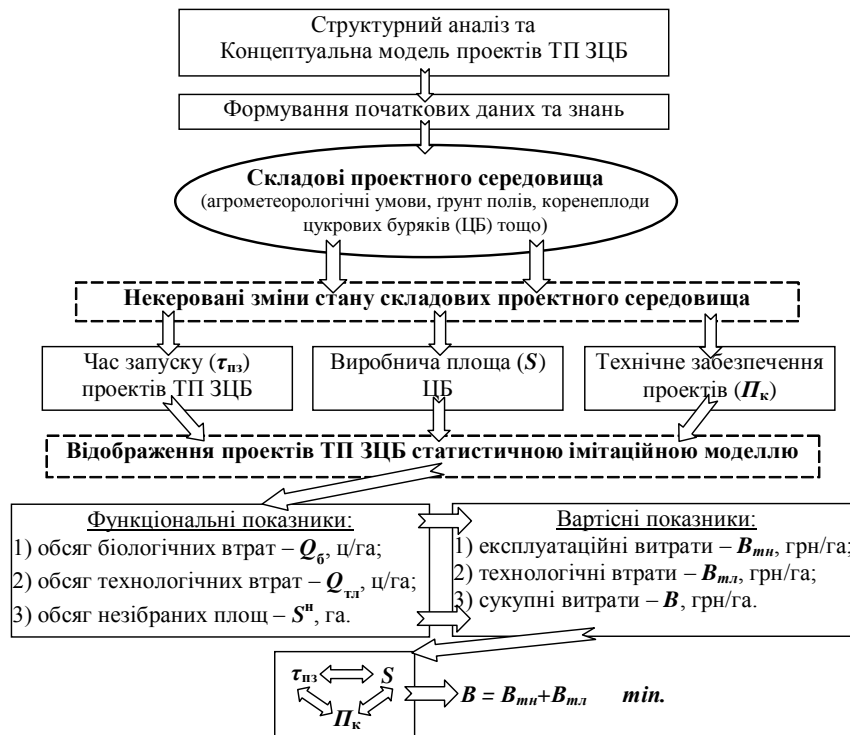 Структурний аналіз та
Концептуальна модель проектів ТП ЗЦБ
Формування початкових даних та знань
Складові проектного середовища
(агрометеорологічні умови, ґрунт полів, коренеплоди
цукрових буряків (ЦБ) тощо)
Некеровані зміни стану складових проектного середовища
Час запуску (τпз)
проектів ТП ЗЦБ
Виробнича площа (S)
ЦБ
Технічне забезпечення
проектів (Пк)
Відображення проектів ТП ЗЦБ статистичною імітаційною моделлю
Функціональні показники:
1) обсяг біологічних втрат – Qб, ц/га;
2) обсяг технологічних втрат – Qтл, ц/га;
3) обсяг незібраних площ – Sн, га.
Вартісні показники:
1) експлуатаційні витрати – Bтн, грн/га;
2) технологічні втрати – Bтл, грн/га;
3) сукупні витрати – B, грн/га.
τпз S
Пк
B = Bтн+Bтл min.